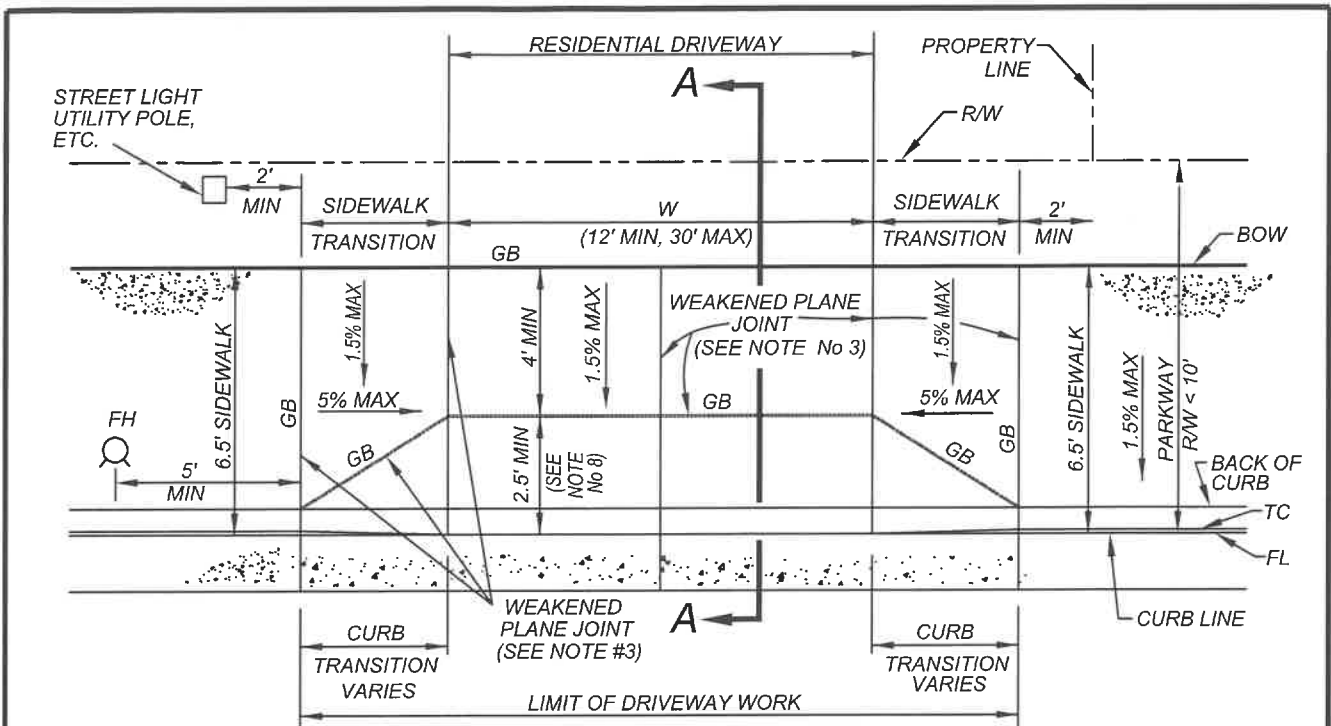 RESIDENTIAL DRIVEWAY
PROPERTY
LINE
A
R/W
STREET LIGHT
UTILITY POLE,
ETC.
2'
MIN
SIDEWALK
TRANSITION
W
(12' MIN, 30' MAX)
SIDEWALK
TRANSITION
2'
MIN
BOW
GB
WEAKENED PLANE
JOINT
(SEE NOTE No 3)
6.5' SIDEWALK
GB
1.5% MAX
4' MIN
1.5% MAX
1.5% MAX
GB
6.5' SIDEWALK
1.5% MAX
PARKWAY
R/W < 10'
5% MAX
GB
5% MAX
FH
5'
MIN
GB
2.5' MIN
(SEE
NOTE
No 8)
BACK OF
CURB
TC
FL
CURB LINE
WEAKENED
PLANE JOINT
(SEE NOTE #3)
A
CURB
TRANSITION
VARIES
CURB
TRANSITION
VARIES
LIMIT OF DRIVEWAY WORK